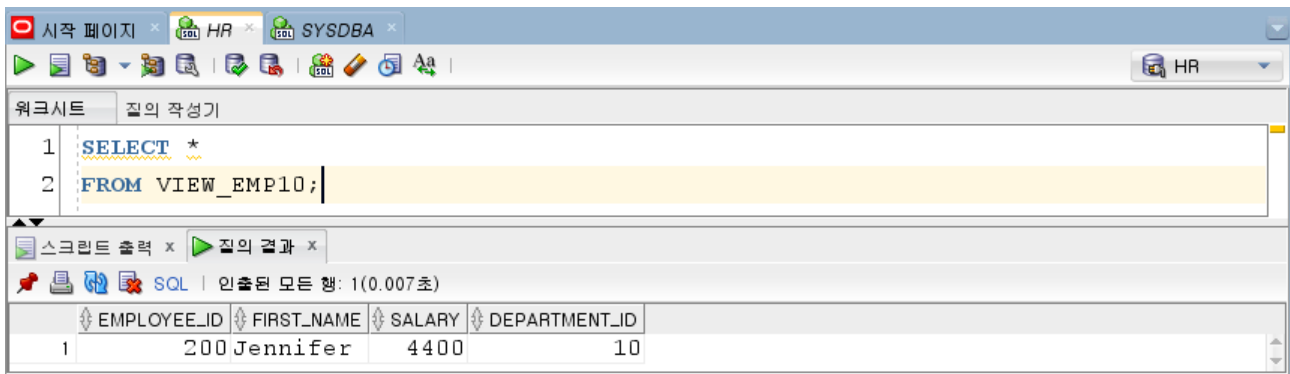 시작 페이지 HR SYSDBA
HR
워크시트 질의 작성기
1 SELECT *
2 FROM VIEW_EMP10;
스크립트 출력 x 질의 결과 x
SQL | 인출된 모든 행: 1(0.007초)
EMPLOYEE_ID FIRST_NAME SALARY DEPARTMENT_ID
1 200 Jennifer 4400 10